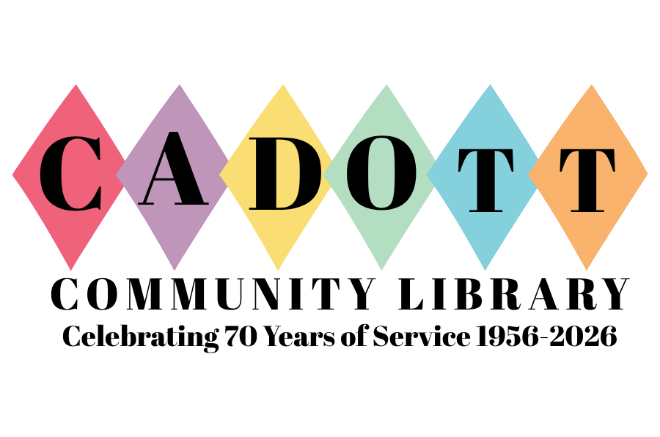 CADOTT
COMMUNITY LIBRARY
Celebrating 70 Years of Service 1956-2026